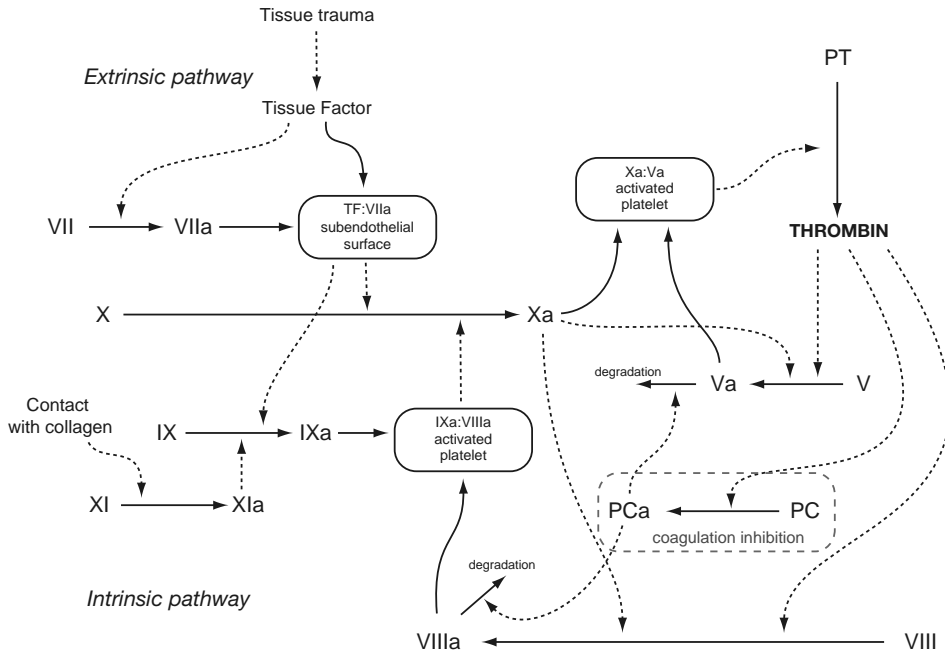 Tissue trauma
PT
Extrinsic pathway
Tissue Factor
Xa:Va
activated
platelet
TF:VIIa
subendothelial
surface
VII
VIIa
THROMBIN
X
Xa
degradation
Va
V
Contact
with collagen
IX
IXa
IXa:VIIIa
activated
platelet
XI
XIa
PCa
PC
coagulation inhibition
degradation
Intrinsic pathway
VIIIa
VIII